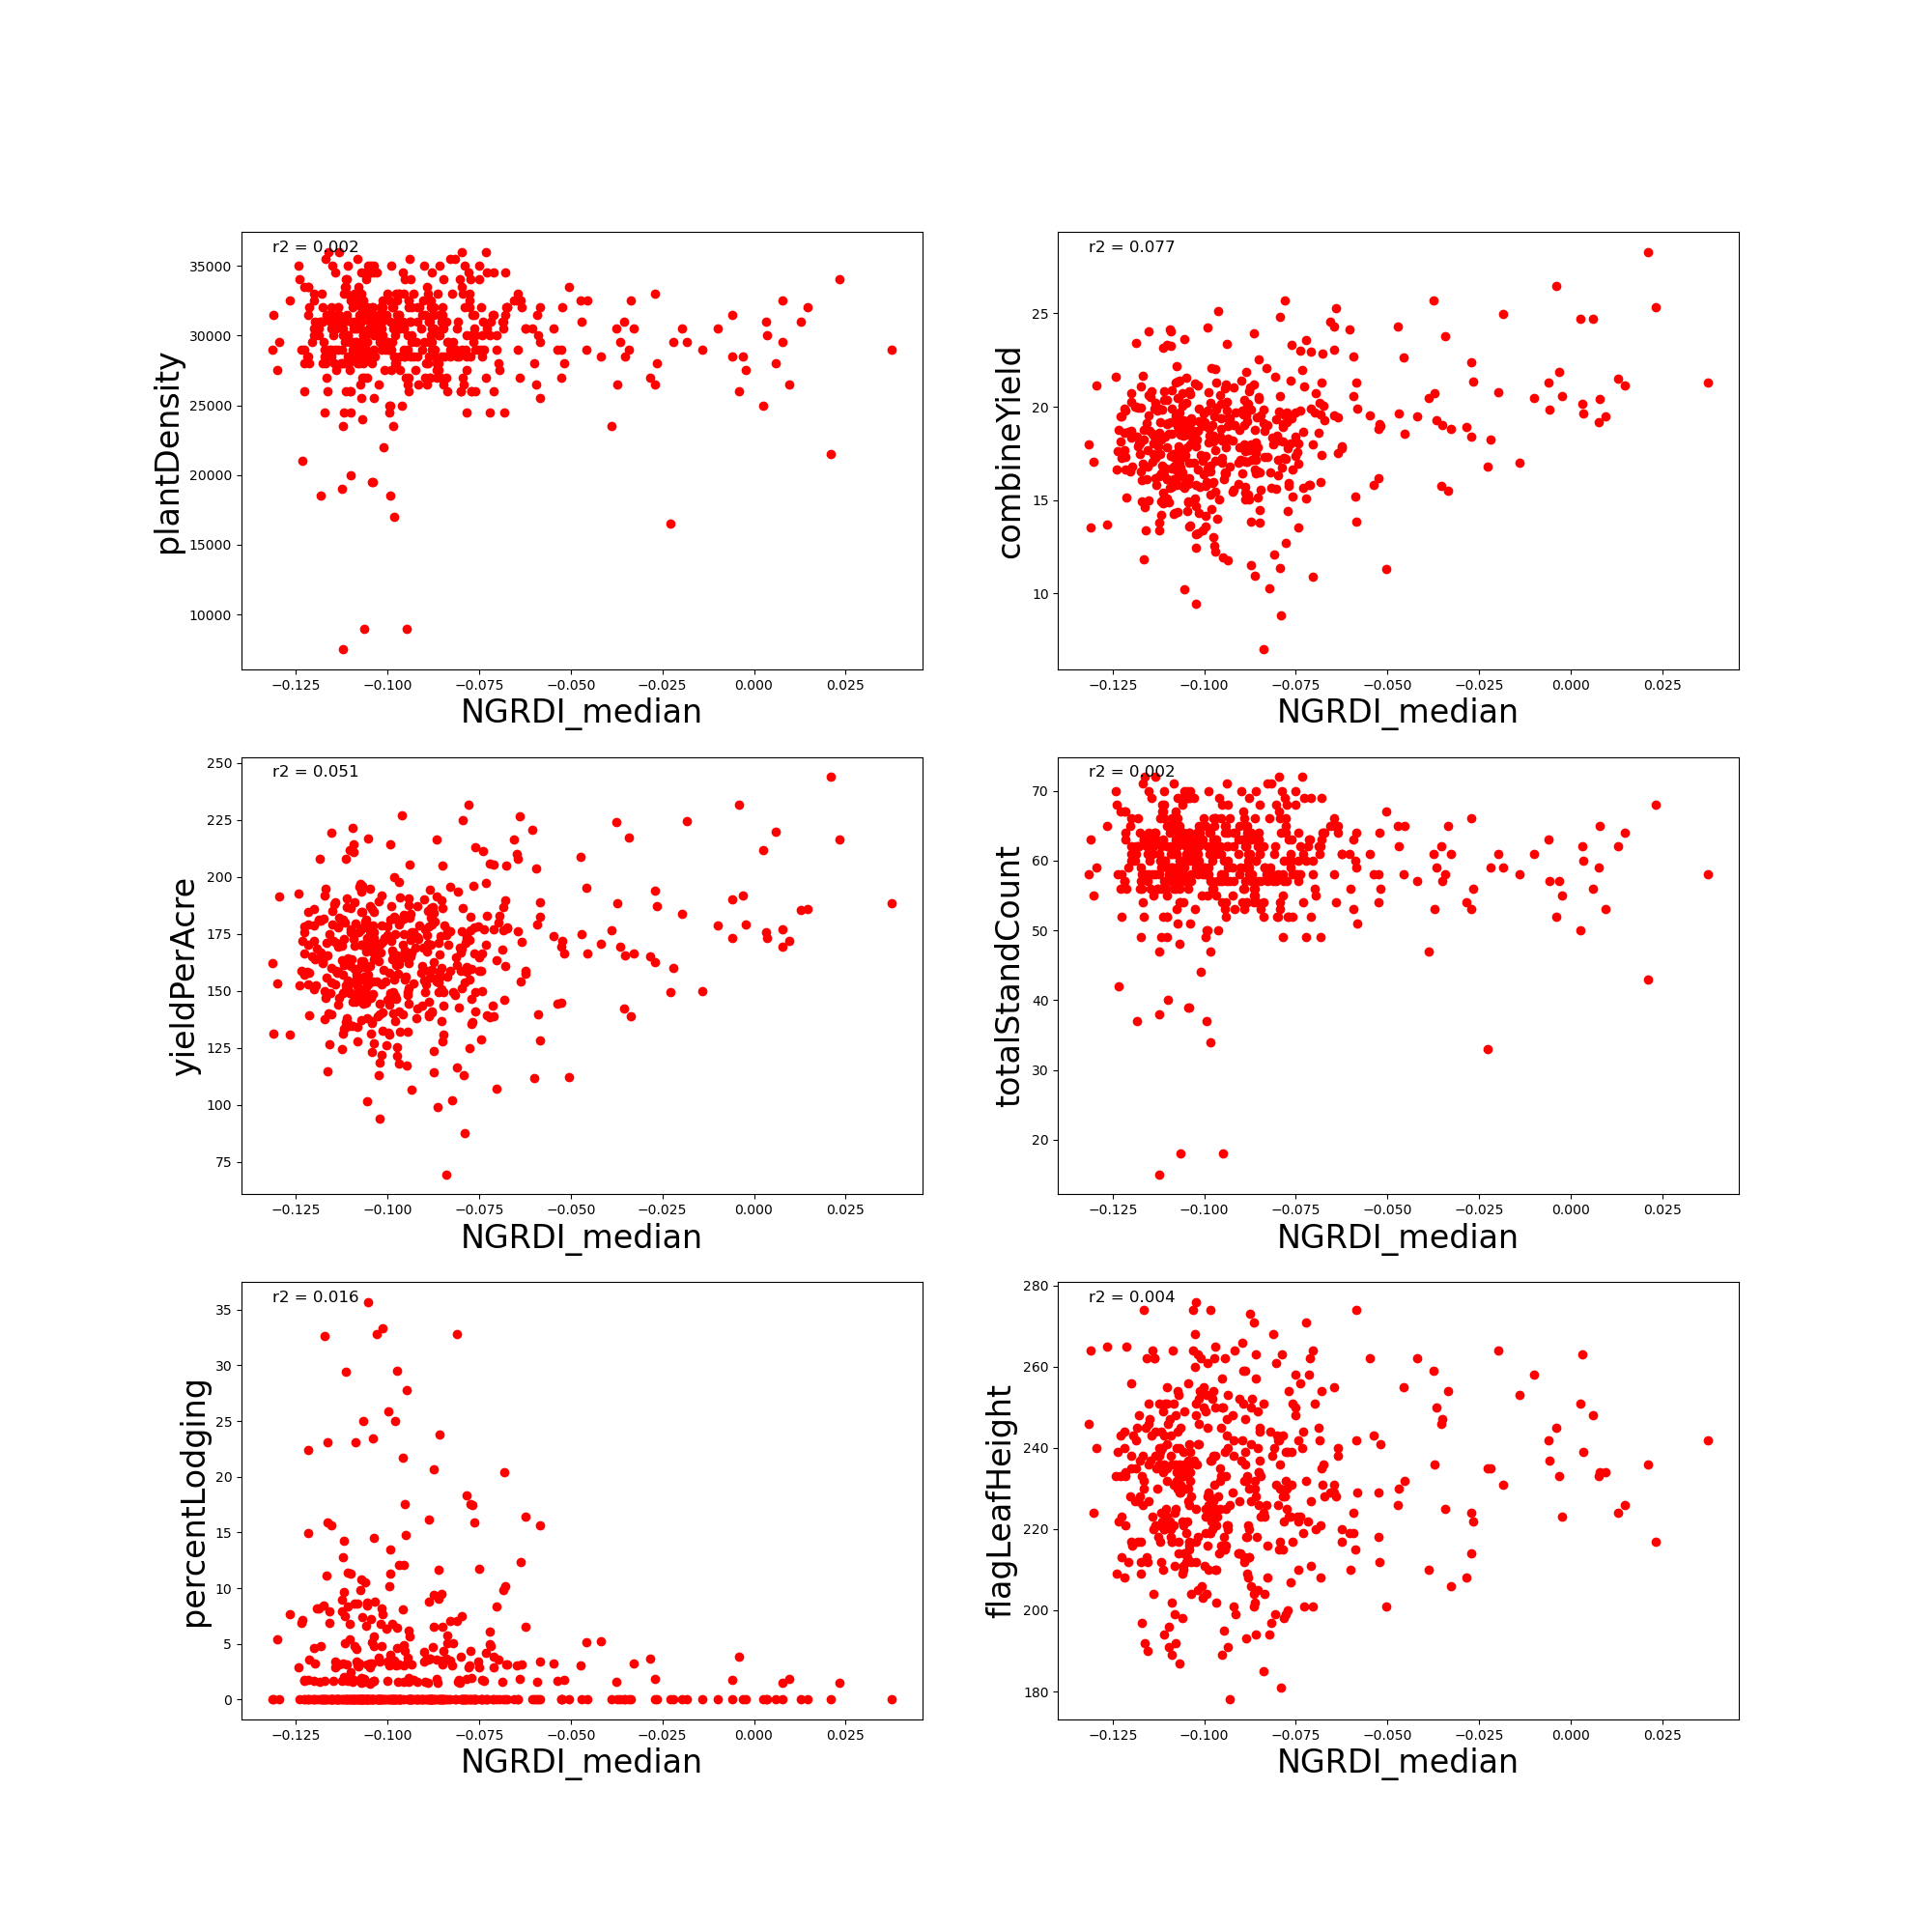 r2 = 0.002
35000
30000
25000
20000
15000
10000
plantDensity
−0.125 −0.100 −0.075 −0.050 −0.025 0.000 0.025
NGRDI_median
r2 = 0.077
25
20
15
10
combineYield
−0.125 −0.100 −0.075 −0.050 −0.025 0.000 0.025
NGRDI_median
r2 = 0.051
250
225
200
175
150
125
100
75
yieldPerAcre
−0.125 −0.100 −0.075 −0.050 −0.025 0.000 0.025
NGRDI_median
r2 = 0.002
70
60
50
40
30
20
totalStandCount
−0.125 −0.100 −0.075 −0.050 −0.025 0.000 0.025
NGRDI_median
r2 = 0.016
35
30
25
20
15
10
5
0
percentLodging
−0.125 −0.100 −0.075 −0.050 −0.025 0.000 0.025
NGRDI_median
r2 = 0.004
280
260
240
220
200
180
flagLeafHeight
−0.125 −0.100 −0.075 −0.050 −0.025 0.000 0.025
NGRDI_median